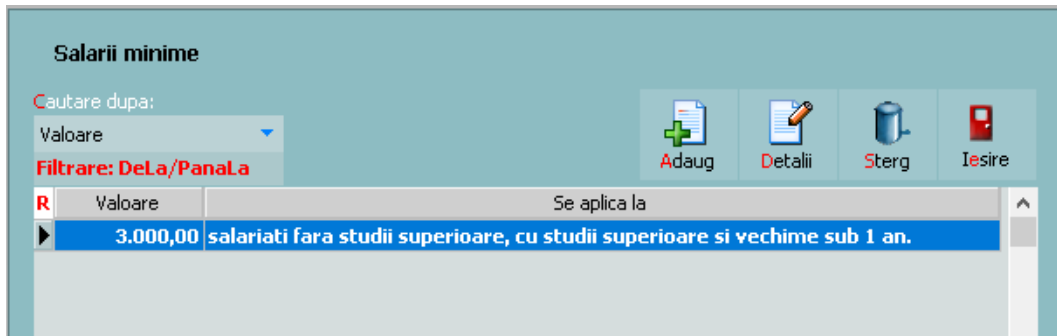 Salarii minime
Cautare dupa:
Valoare
Filtrare: DeLa/PanaLa
Adaug Detalii Sterg Iesire
R Valoare Se aplica la
3.000,00 salariati fara studii superioare, cu studii superioare si vechime sub 1 an.